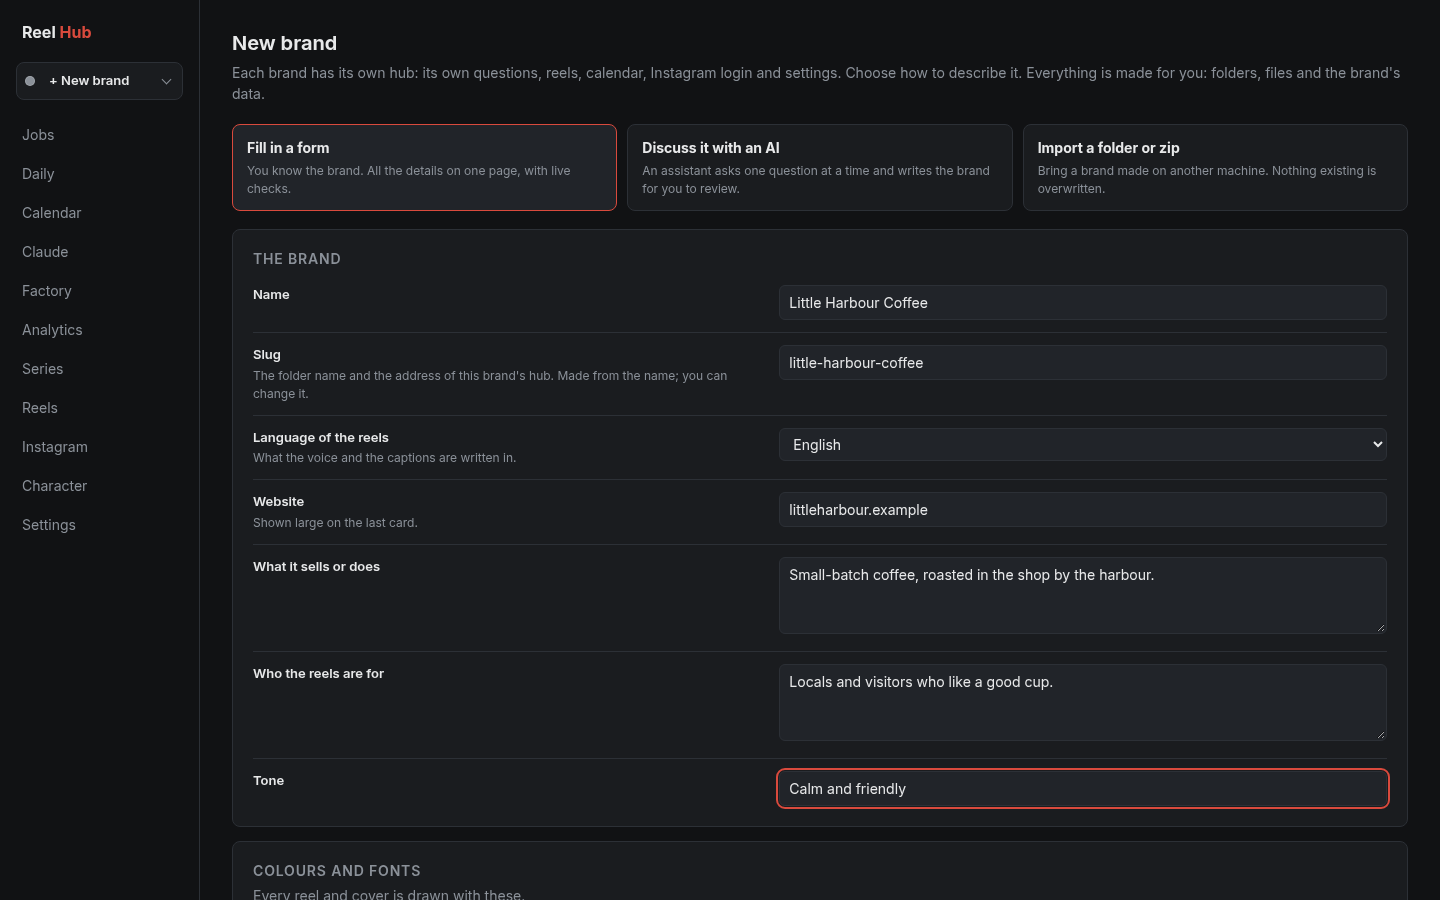 Reel Hub
+ New brand
Jobs
Daily
Calendar
Claude
Factory
Analytics
Series
Reels
Instagram
Character
Settings
New brand
Each brand has its own hub: its own questions, reels, calendar, Instagram login and settings. Choose how to describe it. Everything is made for you: folders, files and the brand's
data.
Fill in a form
You know the brand. All the details on one page, with live
checks.
Discuss it with an AI
An assistant asks one question at a time and writes the brand
for you to review.
Import a folder or zip
Bring a brand made on another machine. Nothing existing is
overwritten.
THE BRAND
Name
Little Harbour Coffee
Slug
The folder name and the address of this brand's hub. Made from the name; you can
change it.
little-harbour-coffee
Language of the reels
What the voice and the captions are written in.
English
Website
Shown large on the last card.
littleharbour.example
What it sells or does
Small-batch coffee, roasted in the shop by the harbour.
Who the reels are for
Locals and visitors who like a good cup.
Tone
Calm and friendly
COLOURS AND FONTS
Every reel and cover is drawn with these.